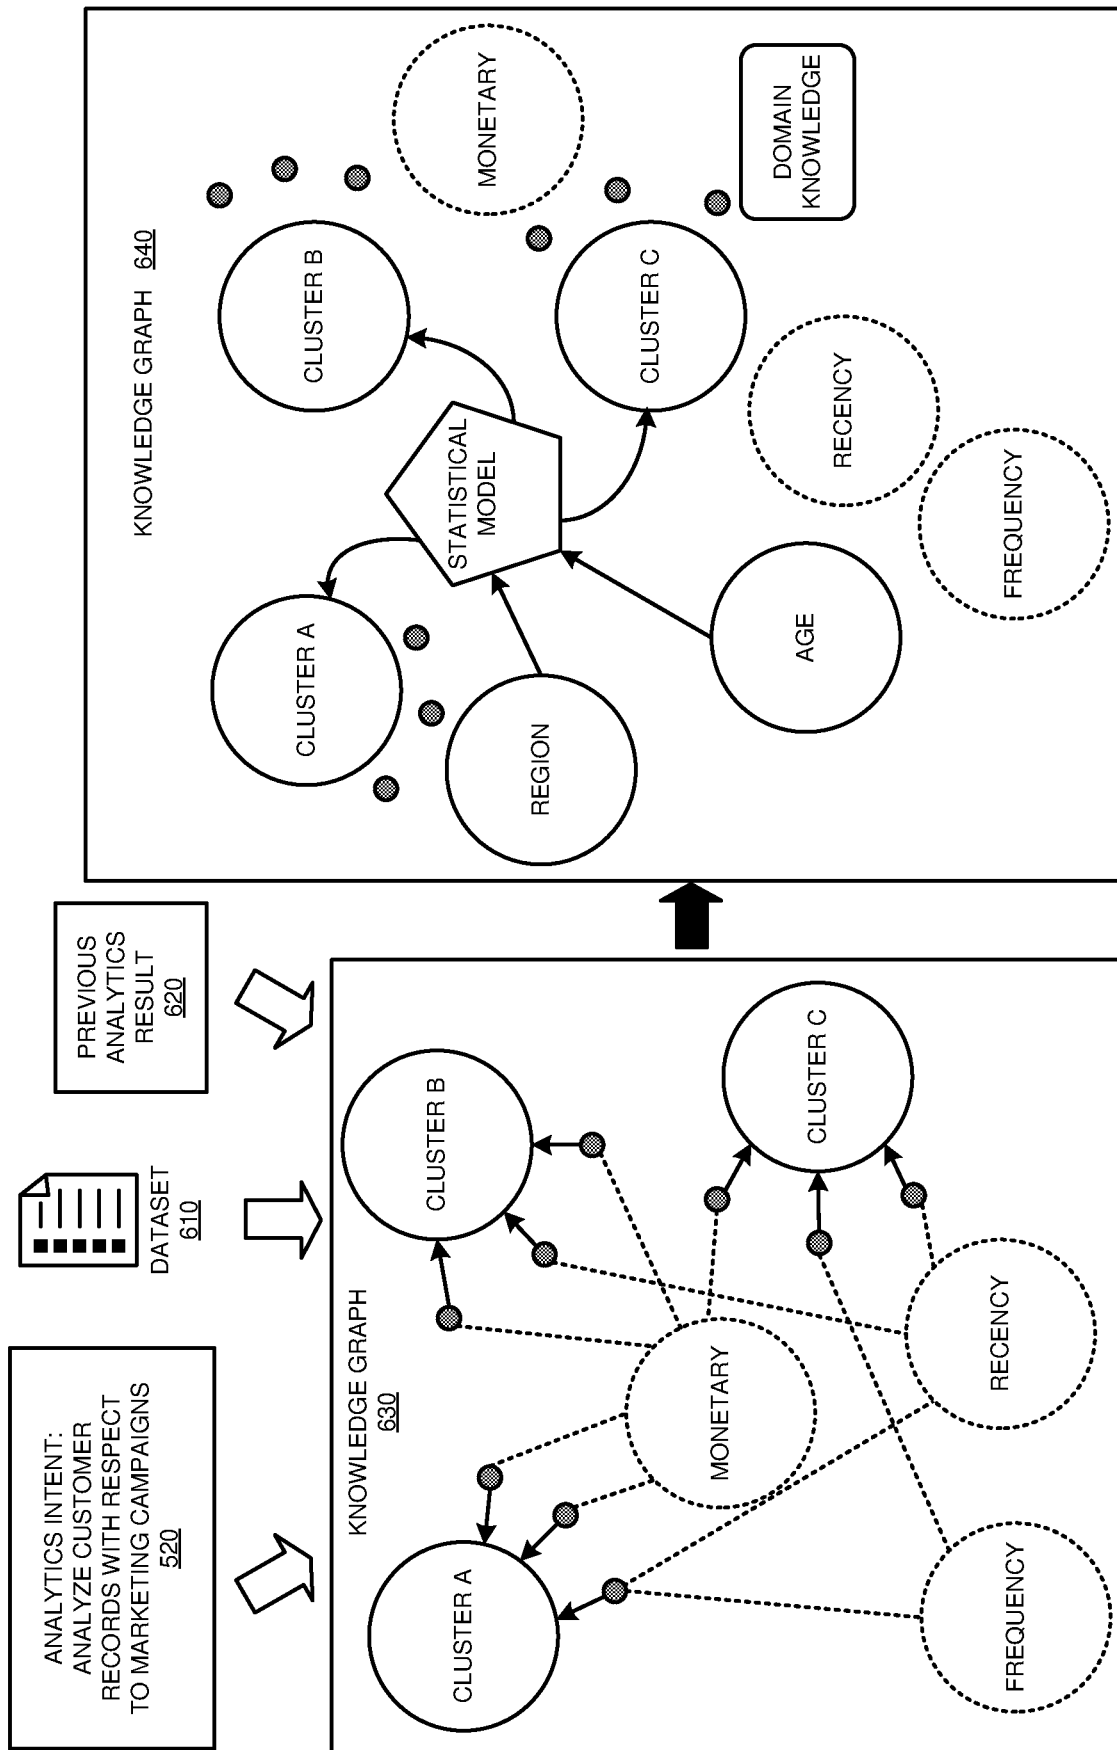 ANALYTICS INTENT:
ANALYZE CUSTOMER
RECORDS WITH RESPECT
TO MARKETING CAMPAIGNS
520
DATASET
610
PREVIOUS
ANALYTICS
RESULT
620
KNOWLEDGE GRAPH
630
CLUSTER A
CLUSTER B
MONETARY
CLUSTER C
FREQUENCY
RECENCY
KNOWLEDGE GRAPH 640
CLUSTER A
CLUSTER B
STATISTICAL
MODEL
MONETARY
REGION
CLUSTER C
AGE
RECENCY
FREQUENCY
DOMAIN
KNOWLEDGE